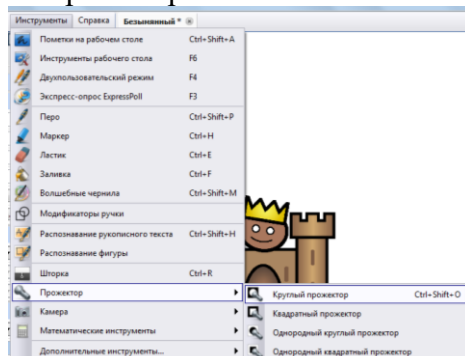 Инструменты Справка Безымянный *
Пометки на рабочем столе Ctrl+Shift+A
Инструменты рабочего стола F6
Двухпользовательский режим F4
Экспресс-опрос ExpressPoll F3
Перо Ctrl+Shift+P
Маркер Ctrl+H
Ластик Ctrl+E
Заливка Ctrl+F
Волшебные чернила Ctrl+Shift+M
Модификаторы ручки
Распознавание рукописного текста Ctrl+Shift+H
Распознавание фигуры
Шторка Ctrl+R
Прожектор
Круглый прожектор Ctrl+Shift+O
Камера
Квадратный прожектор
Математические инструменты
Однородный круглый прожектор
Дополнительные инструменты...
Однородный квадратный прожектор